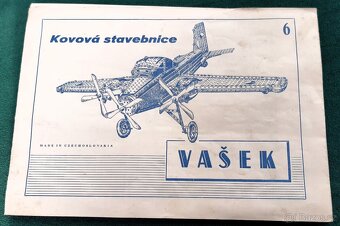 Kovová stavebnice
6
MADE IN CZECHOSLOVAKIA
VAŠEK